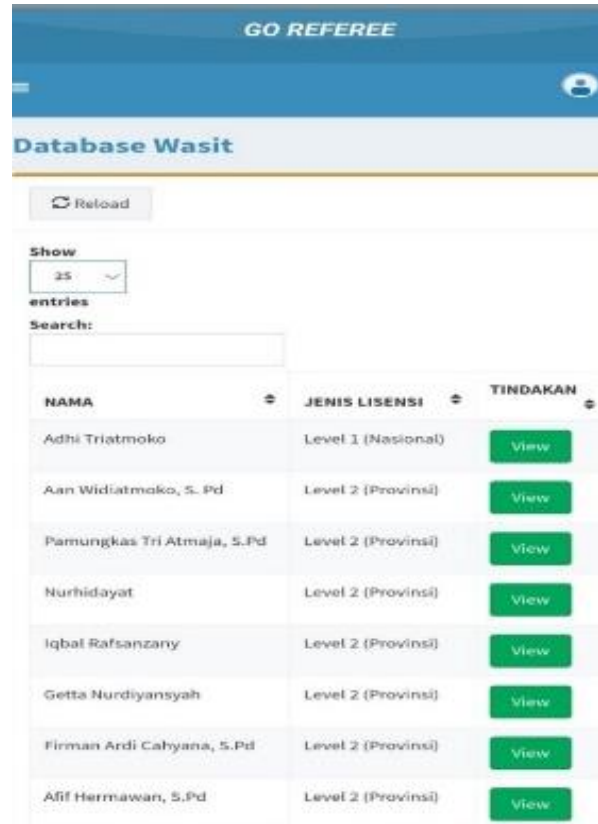 GO REFEREE
Database Wasit
Reload
Show
25
entries
Search:
NAMA JENIS LISENSI TINDAKAN
Adhi Triatmoko Level 1 (Nasional) View
Aan Widiatmoko, S. Pd Level 2 (Provinsi) View
Pamungkas Tri Atmaja, S.Pd Level 2 (Provinsi) View
Nurhidayat Level 2 (Provinsi) View
Iqbal Rafsanzany Level 2 (Provinsi) View
Getta Nurdiyansyah Level 2 (Provinsi) View
Firman Ardi Cahyana, S.Pd Level 2 (Provinsi) View
Afif Hermawan, S.Pd Level 2 (Provinsi) View